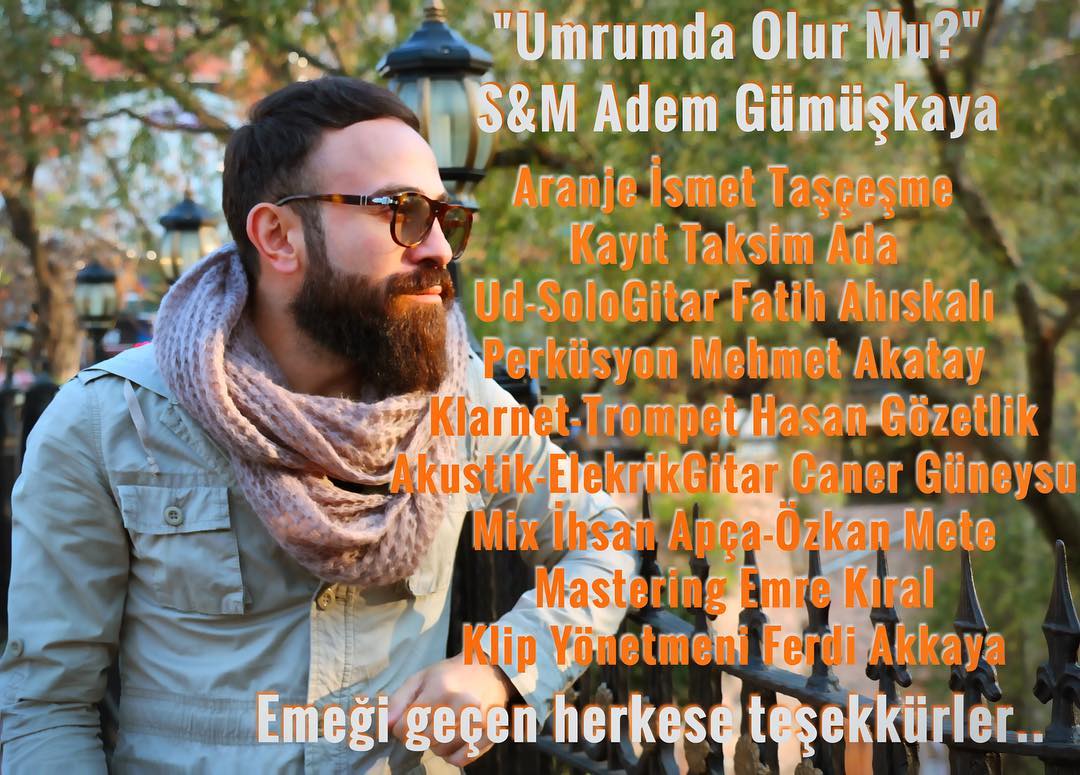 "Umrumda Olur Mu?"
S&M Adem Gümüşkaya
Aranje İsmet Taşçeşme
Kayıt Taksim Ada
Ud-SoloGitar Fatih Ahıskalı
Perküsyon Mehmet Akatay
Klarnet-Trompet Hasan Gözetlik
Akustik-ElekrikGitar Caner Güneysu
Mix İhsan Apça-Özkan Mete
Mastering Emre Kıral
Klip Yönetmeni Ferdi Akkaya
Emeği geçen herkese teşekkürler..